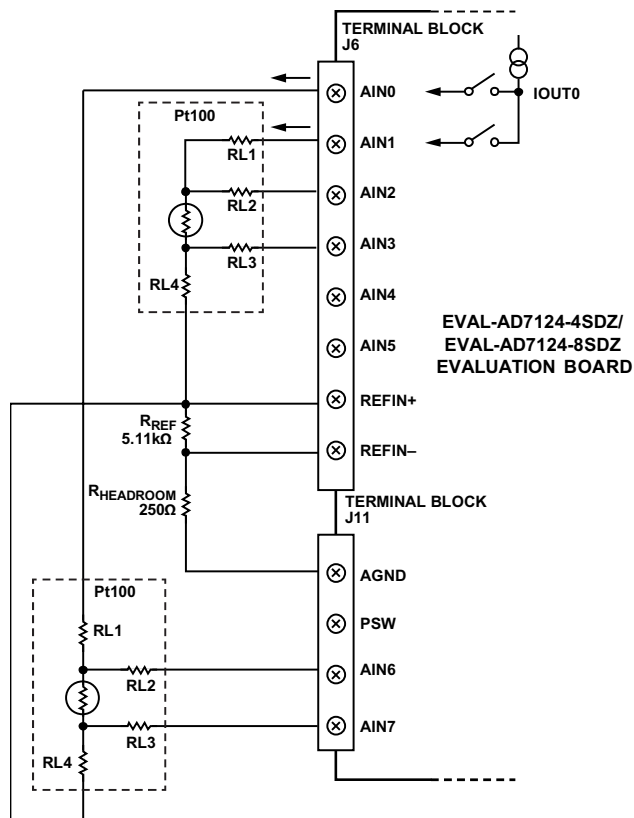 TERMINAL BLOCK
J6
AIN0
IOUT0
Pt100
RL1
AIN1
RL2
AIN2
RL3
AIN3
RL4
AIN4
AIN5
EVAL-AD7124-4SDZ/
EVAL-AD7124-8SDZ
EVALUATION BOARD
REFIN+
RREF
5.11kΩ
REFIN–
RHEADROOM
250Ω
TERMINAL BLOCK
J11
AGND
Pt100
PSW
RL1
RL2
AIN6
RL3
AIN7
RL4